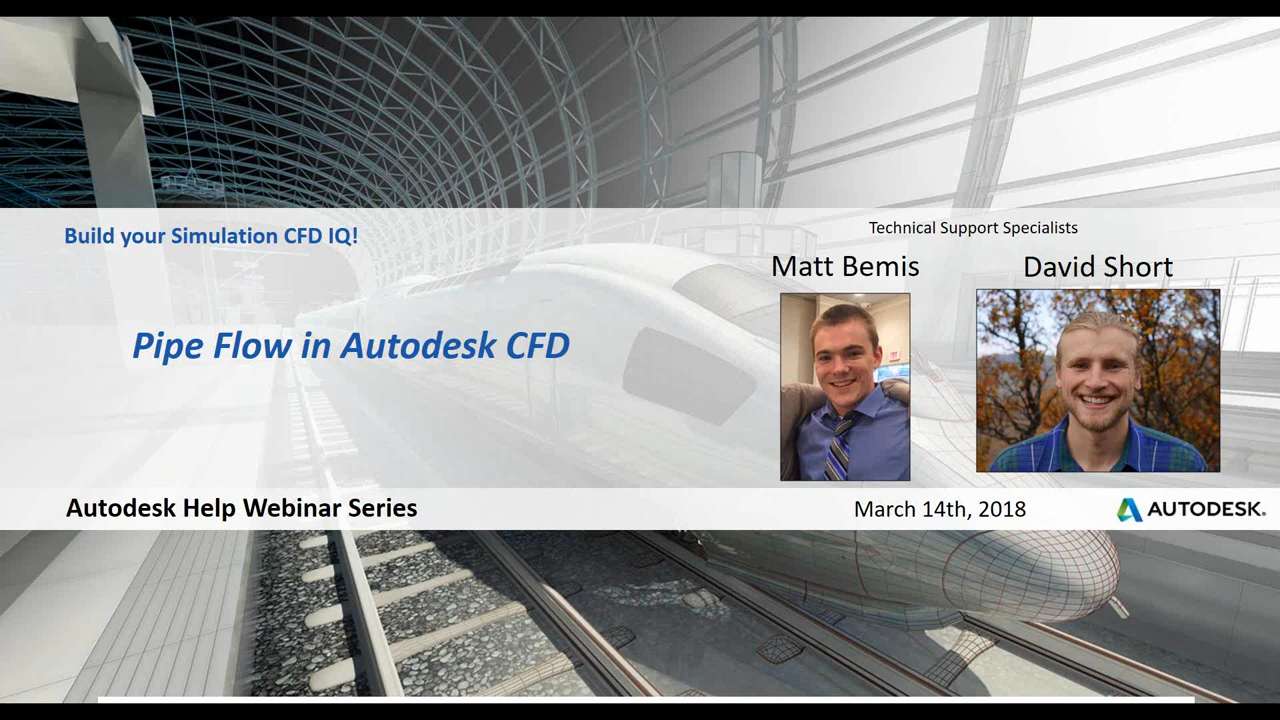 Build your Simulation CFD IQ!
Technical Support Specialists
Matt Bemis
David Short
Pipe Flow in Autodesk CFD
Autodesk Help Webinar Series
March 14th, 2018
AUTODESK.